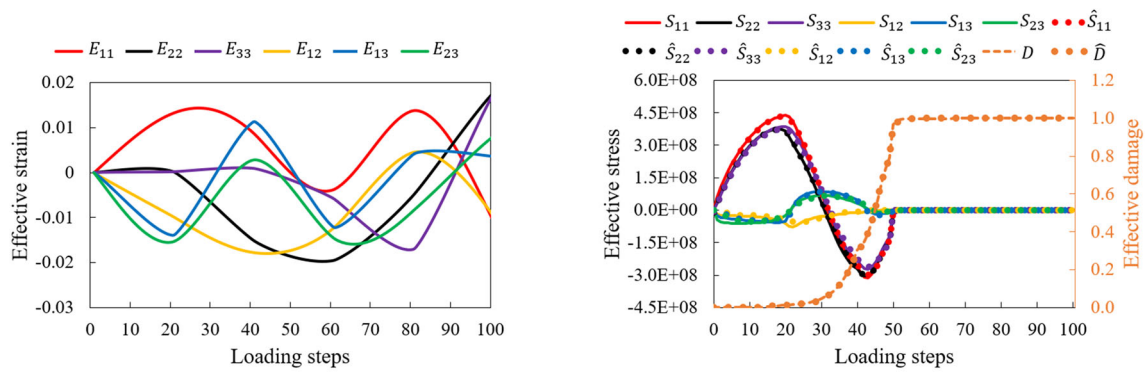 E₁₁ E₂₂ E₃₃ E₁₂ E₁₃ E₂₃
0.02
0.01
0
-0.01
-0.02
-0.03
Effective strain
0 10 20 30 40 50 60 70 80 90 100
Loading steps
S₁₁ S₂₂ S₃₃ S₁₂ S₁₃ S₂₃ Ŝ₁₁
Ŝ₂₂ Ŝ₃₃ Ŝ₁₂ Ŝ₁₃ Ŝ₂₃ D D̂
6.0E+08
4.5E+08
3.0E+08
1.5E+08
0.0E+00
-1.5E+08
-3.0E+08
-4.5E+08
Effective stress
1.2
1.0
0.8
0.6
0.4
0.2
0.0
Effective damage
0 10 20 30 40 50 60 70 80 90 100
Loading steps